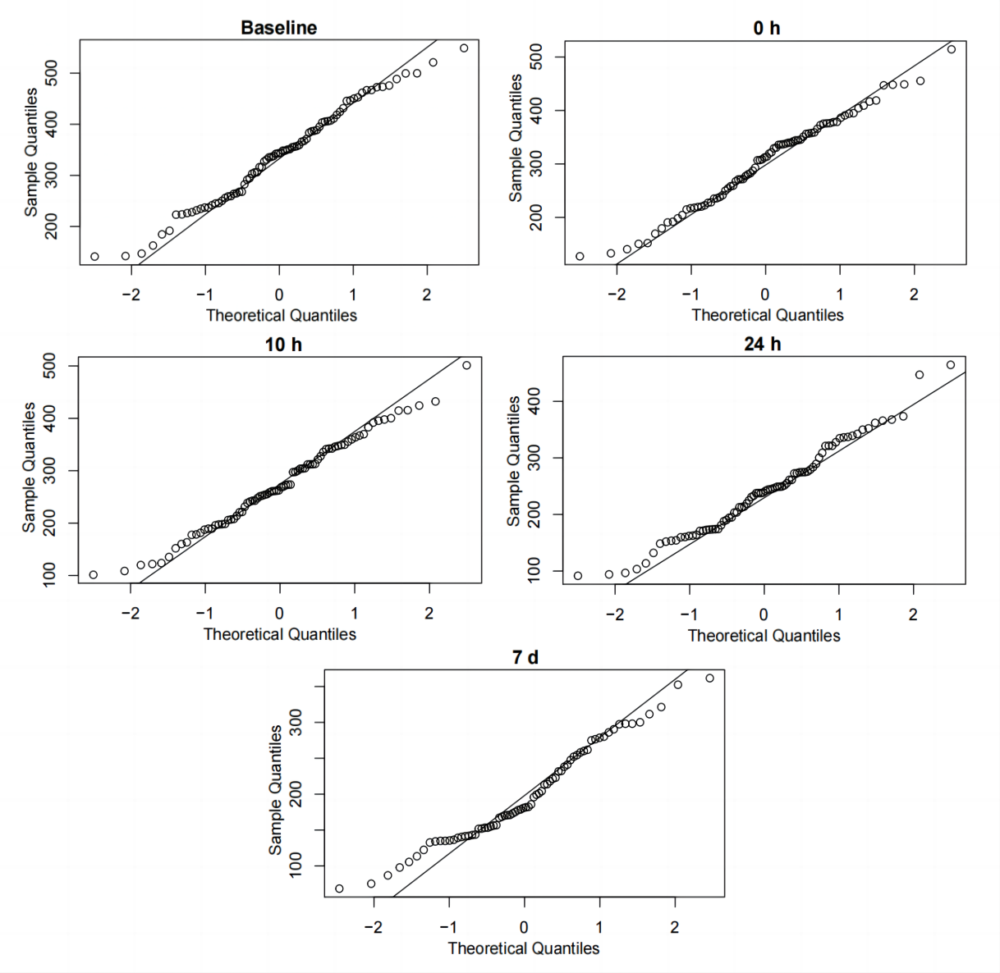 Baseline
Sample Quantiles
500
400
300
200
−2 −1 0 1 2
Theoretical Quantiles
0 h
Sample Quantiles
500
400
300
200
−2 −1 0 1 2
Theoretical Quantiles
10 h
Sample Quantiles
500
400
300
200
100
−2 −1 0 1 2
Theoretical Quantiles
24 h
Sample Quantiles
400
300
200
100
−2 −1 0 1 2
Theoretical Quantiles
7 d
Sample Quantiles
300
200
100
−2 −1 0 1 2
Theoretical Quantiles